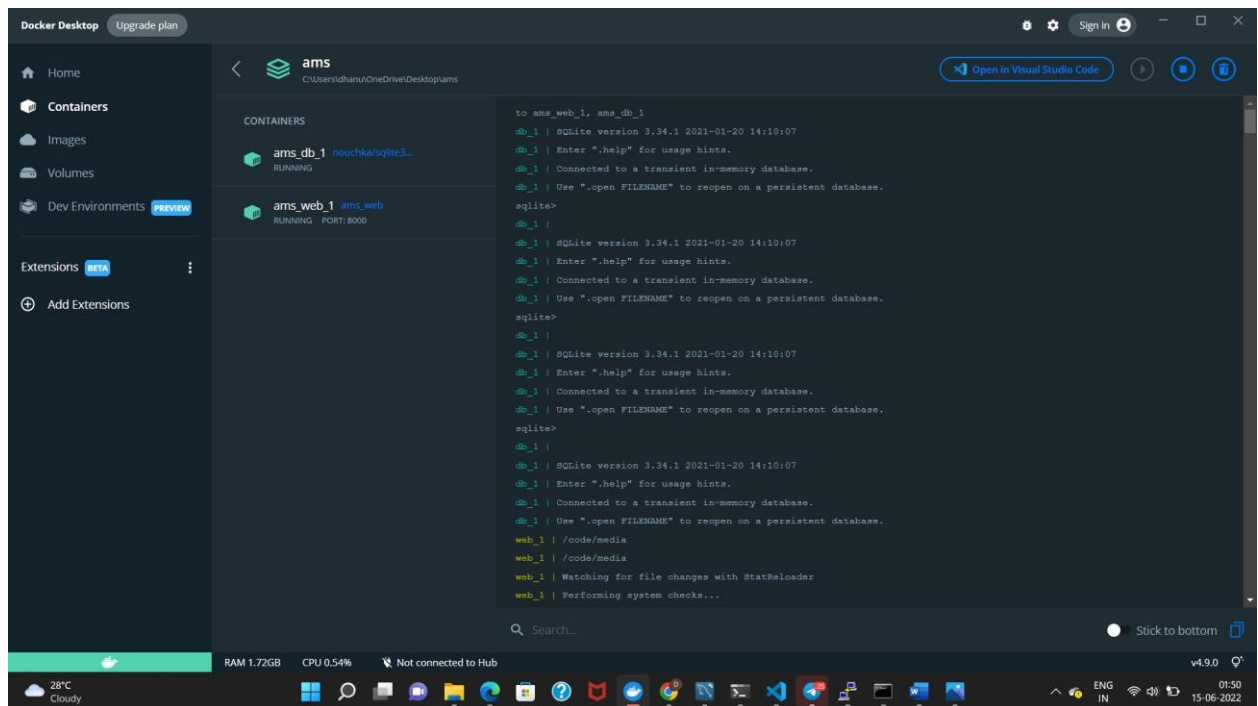 Docker Desktop Upgrade plan Sign in
Home
Containers
Images
Volumes
Dev Environments PREVIEW
Extensions BETA
Add Extensions
ams
C:\Users\dhanu\OneDrive\Desktop\ams
Open in Visual Studio Code
CONTAINERS
ams_db_1 nouchka/sqlite3...
RUNNING
ams_web_1 ams_web
RUNNING PORT: 8000
to ams_web_1, ams_db_1
db_1 | SQLite version 3.34.1 2021-01-20 14:10:07
db_1 | Enter ".help" for usage hints.
db_1 | Connected to a transient in-memory database.
db_1 | Use ".open FILENAME" to reopen on a persistent database.
sqlite>
db_1 |
db_1 | SQLite version 3.34.1 2021-01-20 14:10:07
db_1 | Enter ".help" for usage hints.
db_1 | Connected to a transient in-memory database.
db_1 | Use ".open FILENAME" to reopen on a persistent database.
sqlite>
db_1 |
db_1 | SQLite version 3.34.1 2021-01-20 14:10:07
db_1 | Enter ".help" for usage hints.
db_1 | Connected to a transient in-memory database.
db_1 | Use ".open FILENAME" to reopen on a persistent database.
sqlite>
db_1 |
db_1 | SQLite version 3.34.1 2021-01-20 14:10:07
db_1 | Enter ".help" for usage hints.
db_1 | Connected to a transient in-memory database.
db_1 | Use ".open FILENAME" to reopen on a persistent database.
web_1 | /code/media
web_1 | /code/media
web_1 | Watching for file changes with StatReloader
web_1 | Performing system checks...
Search...
Stick to bottom
RAM 1.72GB CPU 0.54% Not connected to Hub v4.9.0
28°C
Cloudy
ENG
IN
01:50
15-06-2022